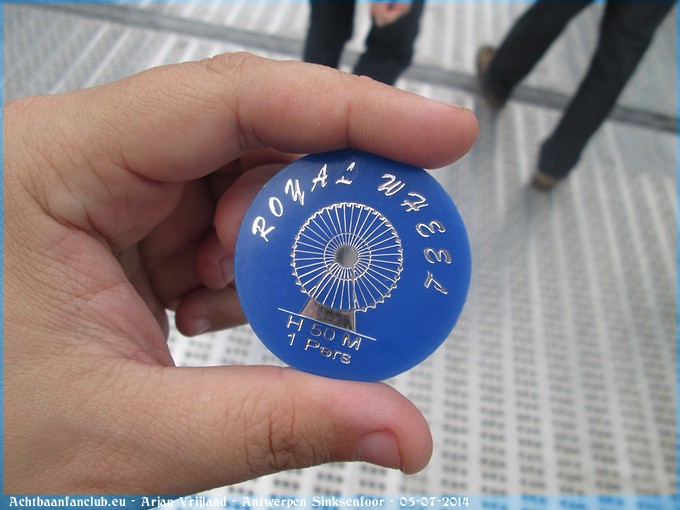 ROYAL WHEEL
H 50 M
1 Pers
Achtbaanfanclub.eu - Arjan Vrijland - Antwerpen Sinksenfoor - 05-07-2014